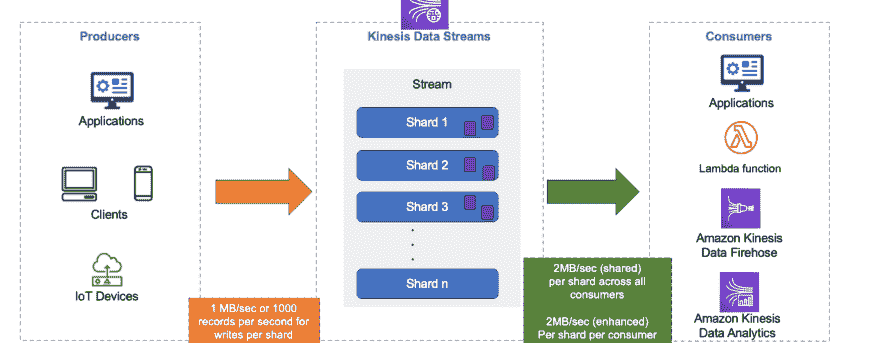 Producers
Applications
Clients
IoT Devices
1 MB/sec or 1000
records per second for
writes per shard
Kinesis Data Streams
Stream
Shard 1
Shard 2
Shard 3
Shard n
2MB/sec (shared)
per shard across all
consumers
2MB/sec (enhanced)
Per shard per consumer
Consumers
Applications
Lambda function
Amazon Kinesis
Data Firehose
Amazon Kinesis
Data Analytics